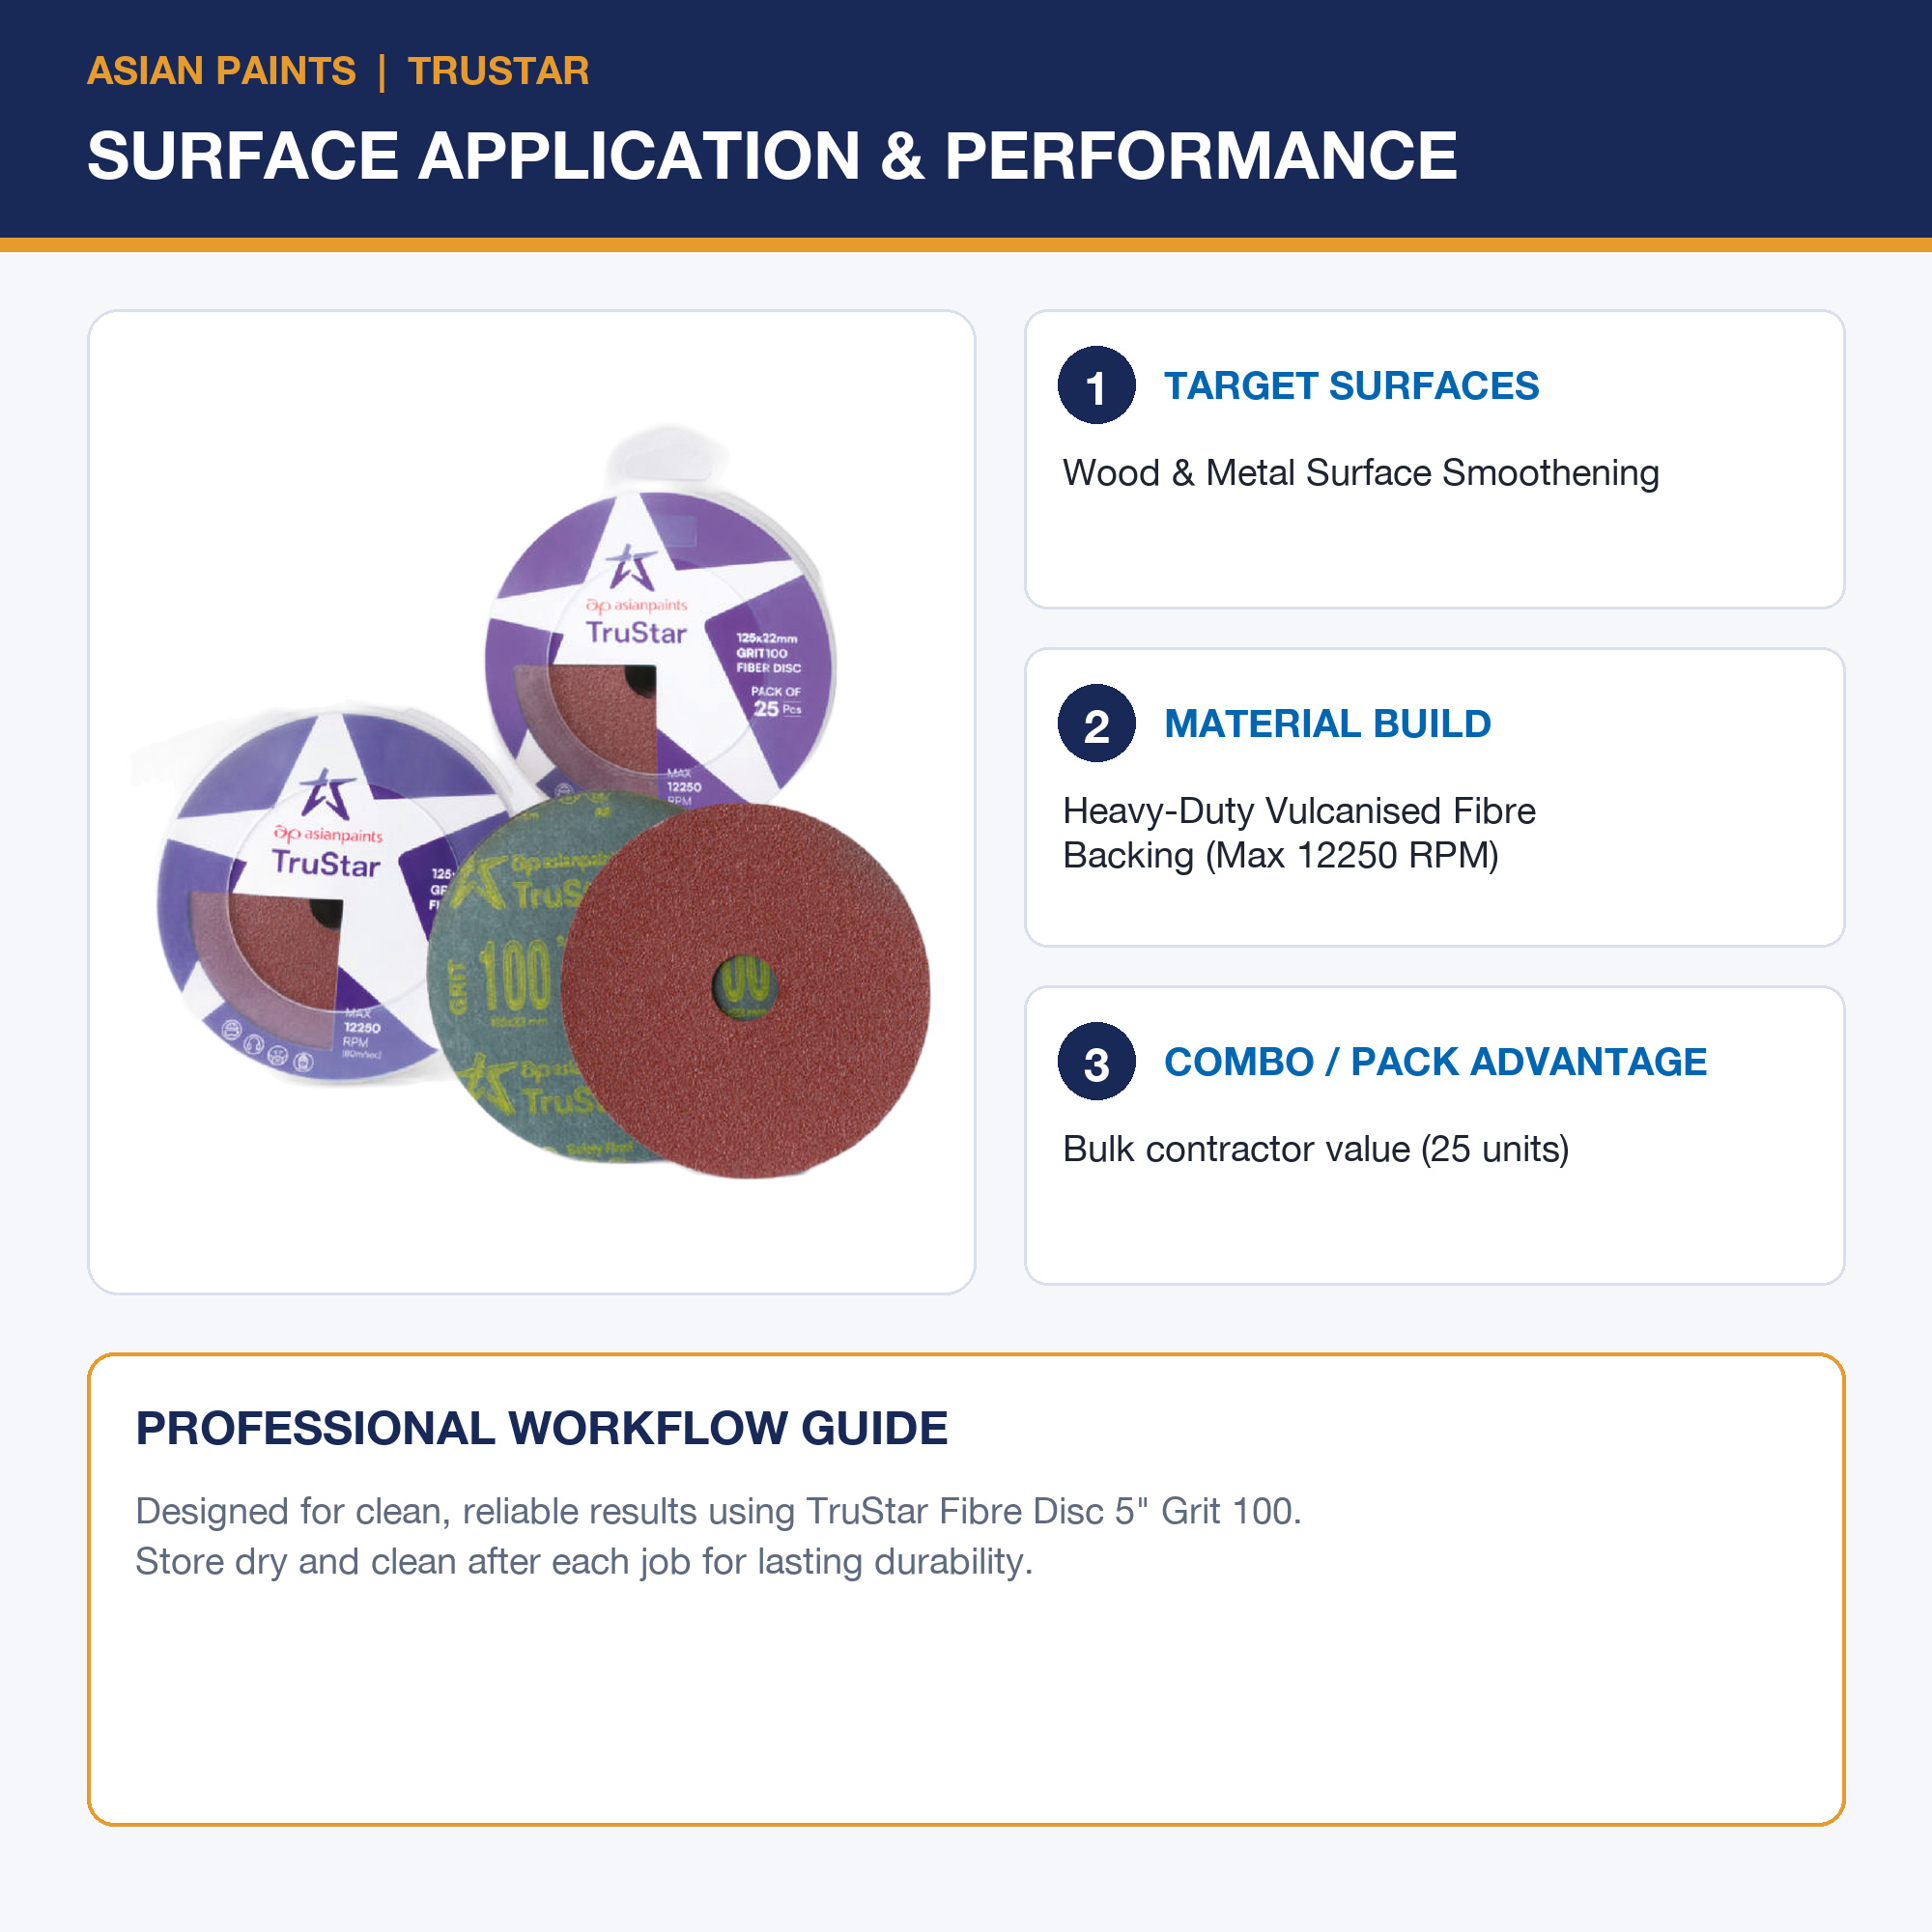 ASIAN PAINTS | TRUSTAR
SURFACE APPLICATION & PERFORMANCE
asianpaints
TruStar
125x22mm
GRIT100
FIBER DISC
PACK OF
25 Pcs
MAX
12250
RPM
asianpaints
TruStar
MAX
12250
RPM
(80m/sec)
GRIT
100
1 TARGET SURFACES
Wood & Metal Surface Smoothening
2 MATERIAL BUILD
Heavy-Duty Vulcanised Fibre
Backing (Max 12250 RPM)
3 COMBO / PACK ADVANTAGE
Bulk contractor value (25 units)
PROFESSIONAL WORKFLOW GUIDE
Designed for clean, reliable results using TruStar Fibre Disc 5" Grit 100.
Store dry and clean after each job for lasting durability.